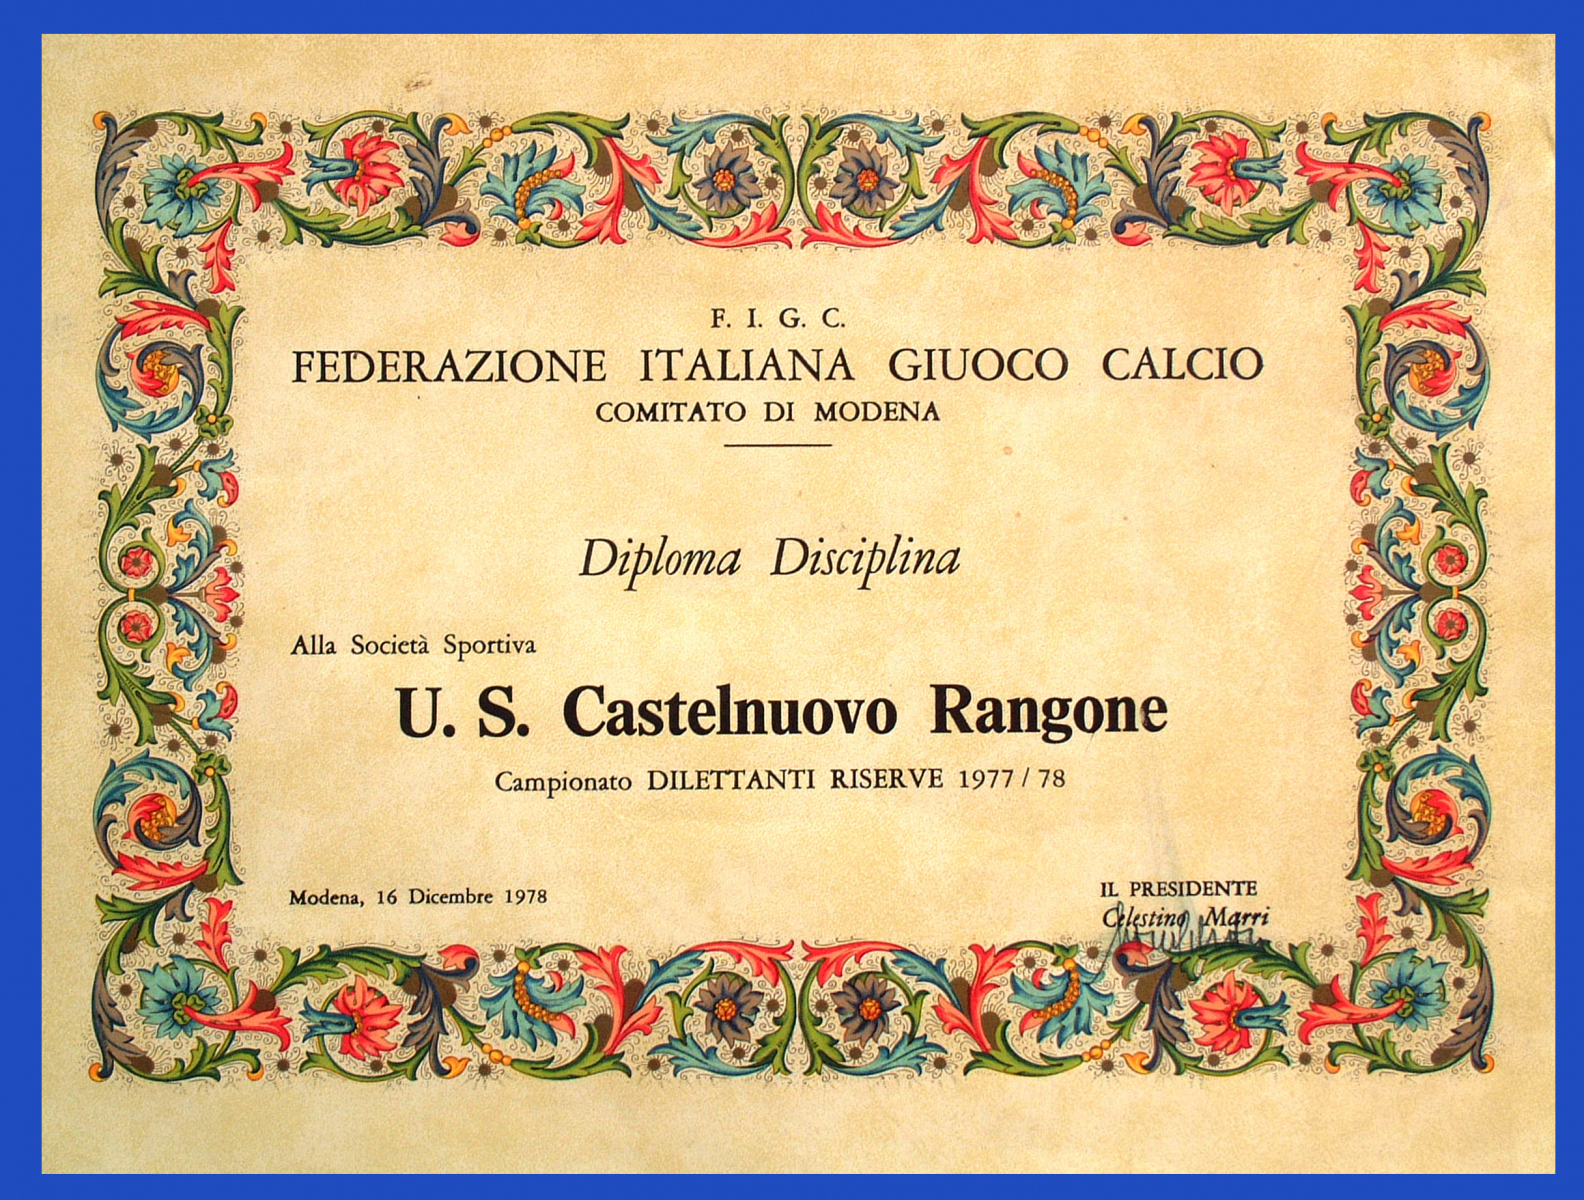 F. I. G. C.
FEDERAZIONE ITALIANA GIUOCO CALCIO
COMITATO DI MODENA
Diploma Disciplina
Alla Società Sportiva
U. S. Castelnuovo Rangone
Campionato DILETTANTI RISERVE 1977 / 78
Modena, 16 Dicembre 1978
IL PRESIDENTE
Celestino Marri